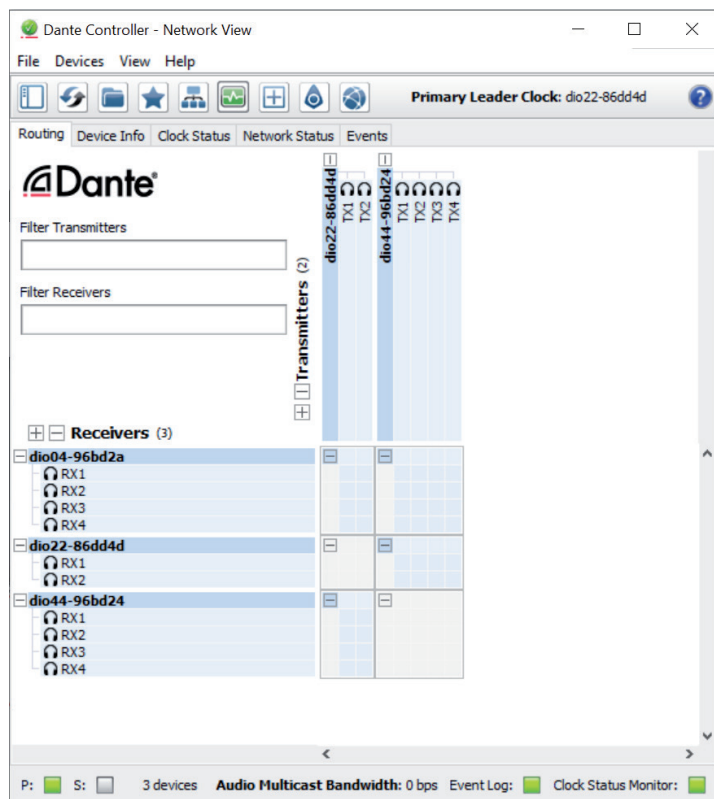 Dante Controller - Network View
File Devices View Help
Primary Leader Clock: dio22-86dd4d
Routing Device Info Clock Status Network Status Events
Dante
Filter Transmitters
Filter Receivers
Transmitters (2)
dio22-86dd4d
TX1
TX2
dio44-96bd24
TX1
TX2
TX3
TX4
Receivers (3)
dio04-96bd2a
RX1
RX2
RX3
RX4
dio22-86dd4d
RX1
RX2
dio44-96bd24
RX1
RX2
RX3
RX4
P: S: 3 devices Audio Multicast Bandwidth: 0 bps Event Log: Clock Status Monitor: